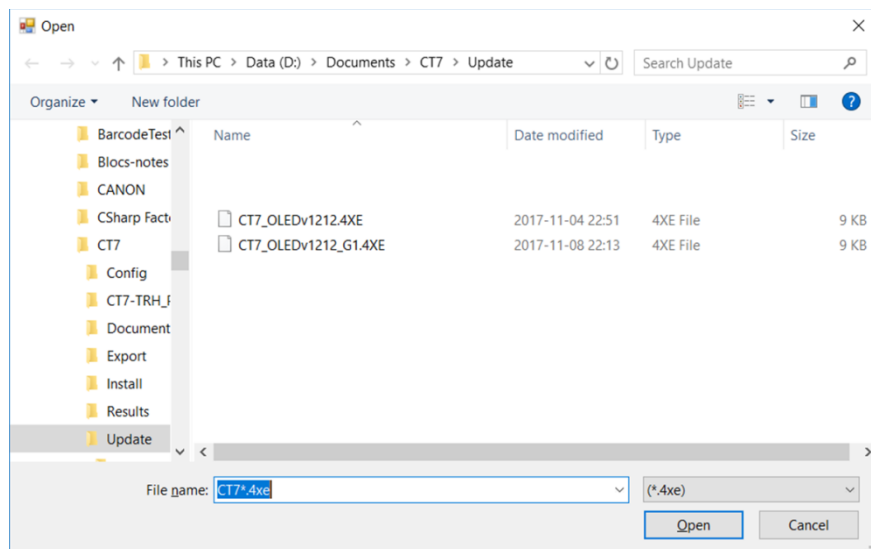 Open
This PC > Data (D:) > Documents > CT7 > Update
Search Update
Organize
New folder
Name
Date modified
Type
Size
BarcodeTest
Blocs-notes
CANON
CSharp Facto
CT7
Config
CT7-TRH_F
Document
Export
Install
Results
Update
CT7_OLEDv1212.4XE 2017-11-04 22:51 4XE File 9 KB
CT7_OLEDv1212_G1.4XE 2017-11-08 22:13 4XE File 9 KB
File name: CT7*.4xe
(*.4xe)
Open
Cancel